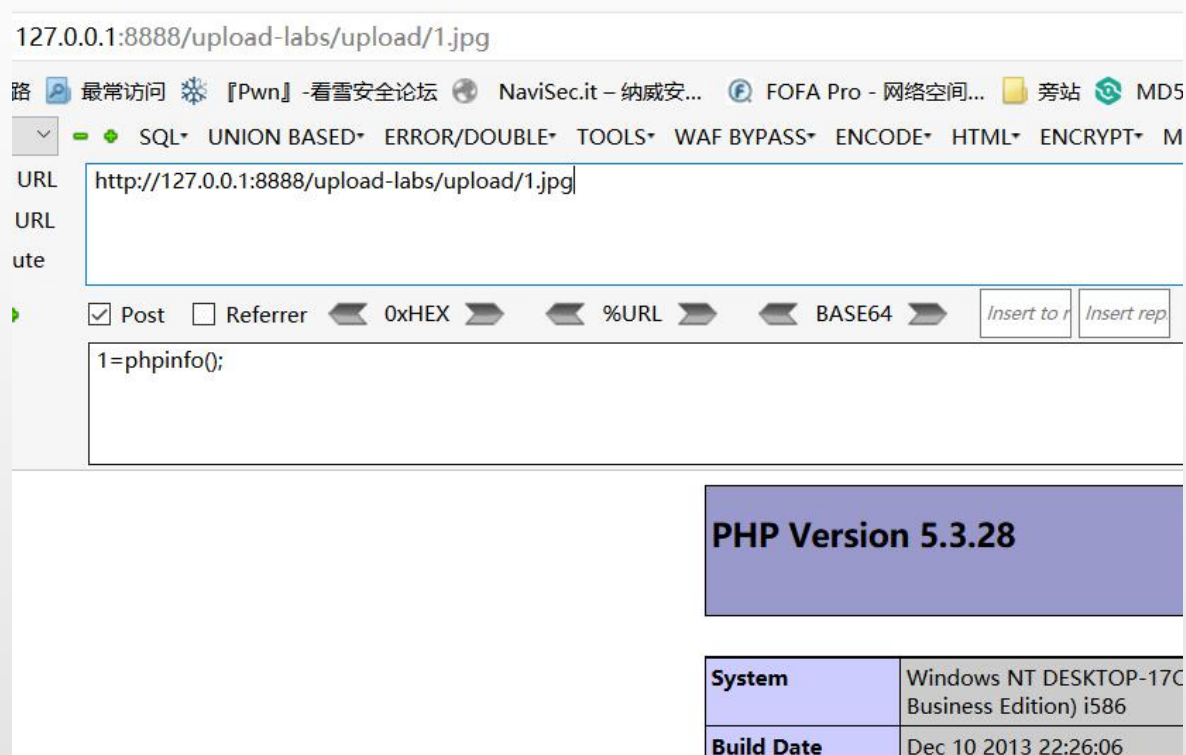 127.0.0.1:8888/upload-labs/upload/1.jpg
路 最常访问 『Pwn』-看雪安全论坛 NaviSec.it – 纳威安... FOFA Pro - 网络空间... 旁站 MD5
SQL UNION BASED ERROR/DOUBLE TOOLS WAF BYPASS ENCODE HTML ENCRYPT M
URL http://127.0.0.1:8888/upload-labs/upload/1.jpg
URL
ute
Post Referrer 0xHEX %URL BASE64 Insert to r Insert rep
1=phpinfo();
PHP Version 5.3.28
System Windows NT DESKTOP-17C
Business Edition) i586
Build Date Dec 10 2013 22:26:06